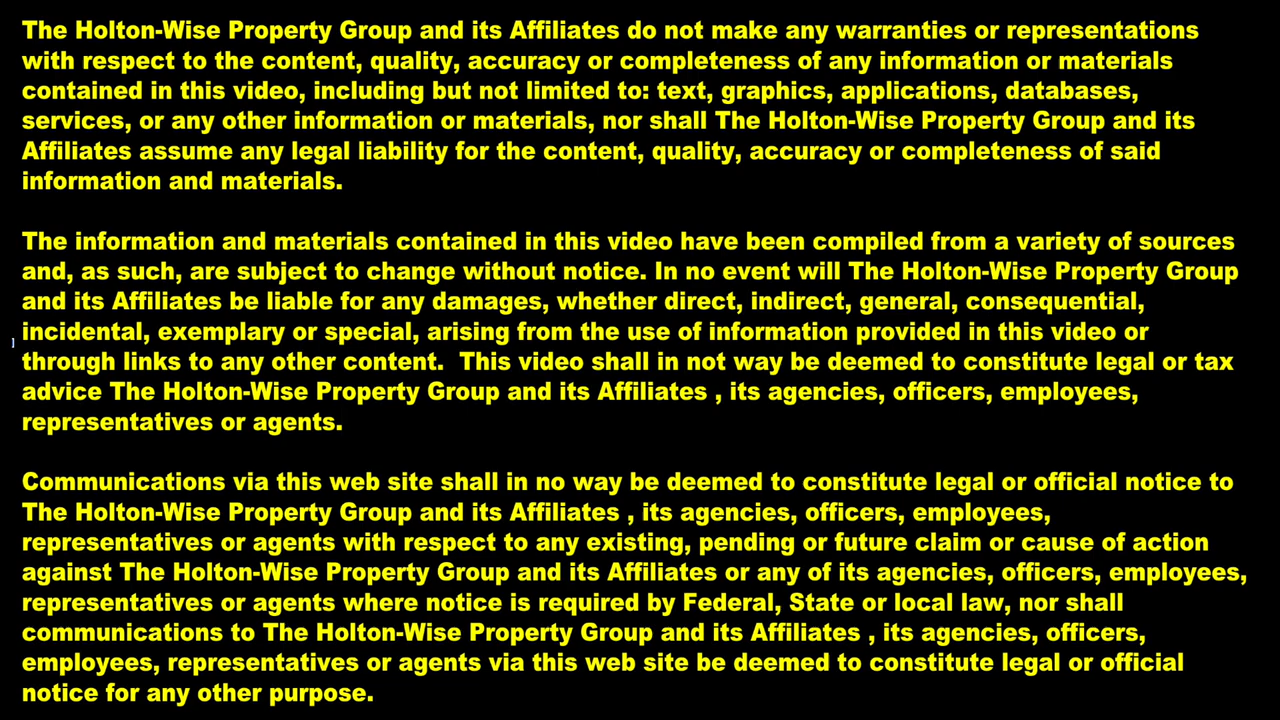 The Holton-Wise Property Group and its Affiliates do not make any warranties or representations
with respect to the content, quality, accuracy or completeness of any information or materials
contained in this video, including but not limited to: text, graphics, applications, databases,
services, or any other information or materials, nor shall The Holton-Wise Property Group and its
Affiliates assume any legal liability for the content, quality, accuracy or completeness of said
information and materials.
The information and materials contained in this video have been compiled from a variety of sources
and, as such, are subject to change without notice. In no event will The Holton-Wise Property Group
and its Affiliates be liable for any damages, whether direct, indirect, general, consequential,
incidental, exemplary or special, arising from the use of information provided in this video or
through links to any other content.  This video shall in not way be deemed to constitute legal or tax
advice The Holton-Wise Property Group and its Affiliates , its agencies, officers, employees,
representatives or agents.
Communications via this web site shall in no way be deemed to constitute legal or official notice to
The Holton-Wise Property Group and its Affiliates , its agencies, officers, employees,
representatives or agents with respect to any existing, pending or future claim or cause of action
against The Holton-Wise Property Group and its Affiliates or any of its agencies, officers, employees,
representatives or agents where notice is required by Federal, State or local law, nor shall
communications to The Holton-Wise Property Group and its Affiliates , its agencies, officers,
employees, representatives or agents via this web site be deemed to constitute legal or official
notice for any other purpose.